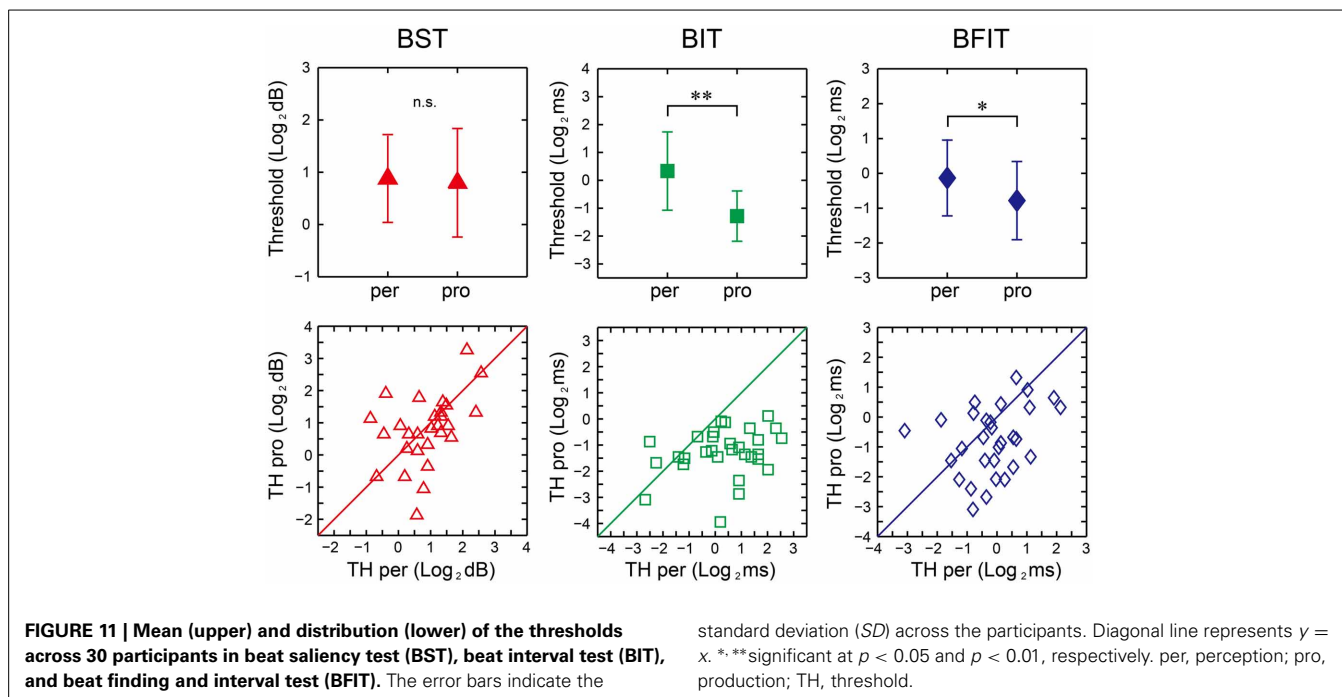 BST
BIT
BFIT
Threshold (Log₂dB)
3
2
1
0
−1
n.s.
per
pro
Threshold (Log₂ms)
4
3
2
1
0
−1
−2
−3
**
per
pro
Threshold (Log₂ms)
3
2
1
0
−1
−2
−3
*
per
pro
TH pro (Log₂dB)
4
3
2
1
0
−1
−2
−2
−1
0
1
2
3
4
TH per (Log₂dB)
TH pro (Log₂ms)
3
2
1
0
−1
−2
−3
−4
−4
−3
−2
−1
0
1
2
3
TH per (Log₂ms)
TH pro (Log₂ms)
3
2
1
0
−1
−2
−3
−4
−4
−3
−2
−1
0
1
2
3
TH per (Log₂ms)
FIGURE 11 | Mean (upper) and distribution (lower) of the thresholds
across 30 participants in beat saliency test (BST), beat interval test (BIT),
and beat finding and interval test (BFIT). The error bars indicate the
standard deviation (SD) across the participants. Diagonal line represents y =
x. *, **significant at p < 0.05 and p < 0.01, respectively. per, perception; pro,
production; TH, threshold.